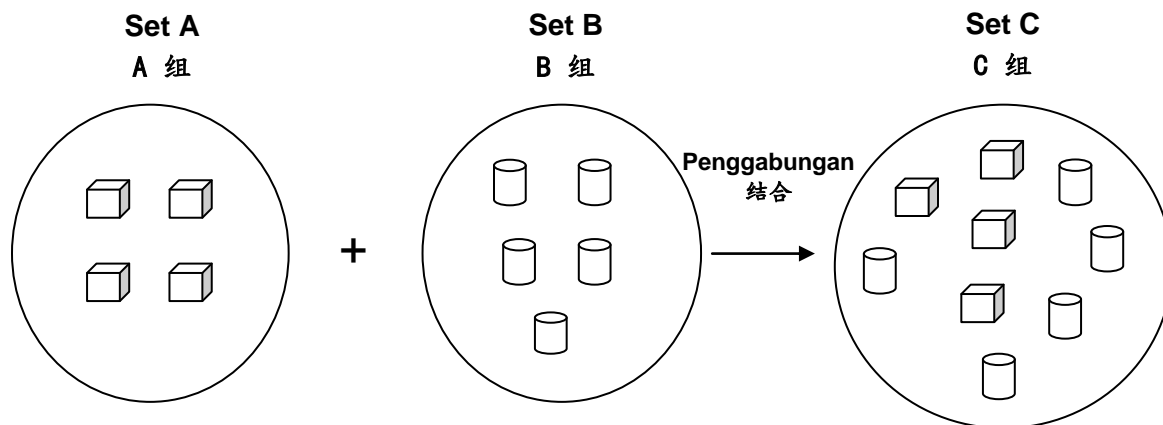 Set A
A 组
Set B
B 组
Set C
C 组
+
Penggabungan
结合